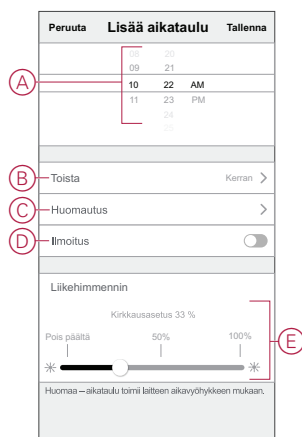 Peruuta Lisää aikataulu Tallenna
08 20
09 21
10 22 AM
11 23 PM
24
25
A
B Toista Kerran >
C Huomautus >
D Ilmoitus
Liikehimmennin
Kirkkausasetus 33 %
Pois päältä 50% 100%
E
Huomaa – aikataulu toimii laitteen aikavyöhykkeen mukaan.